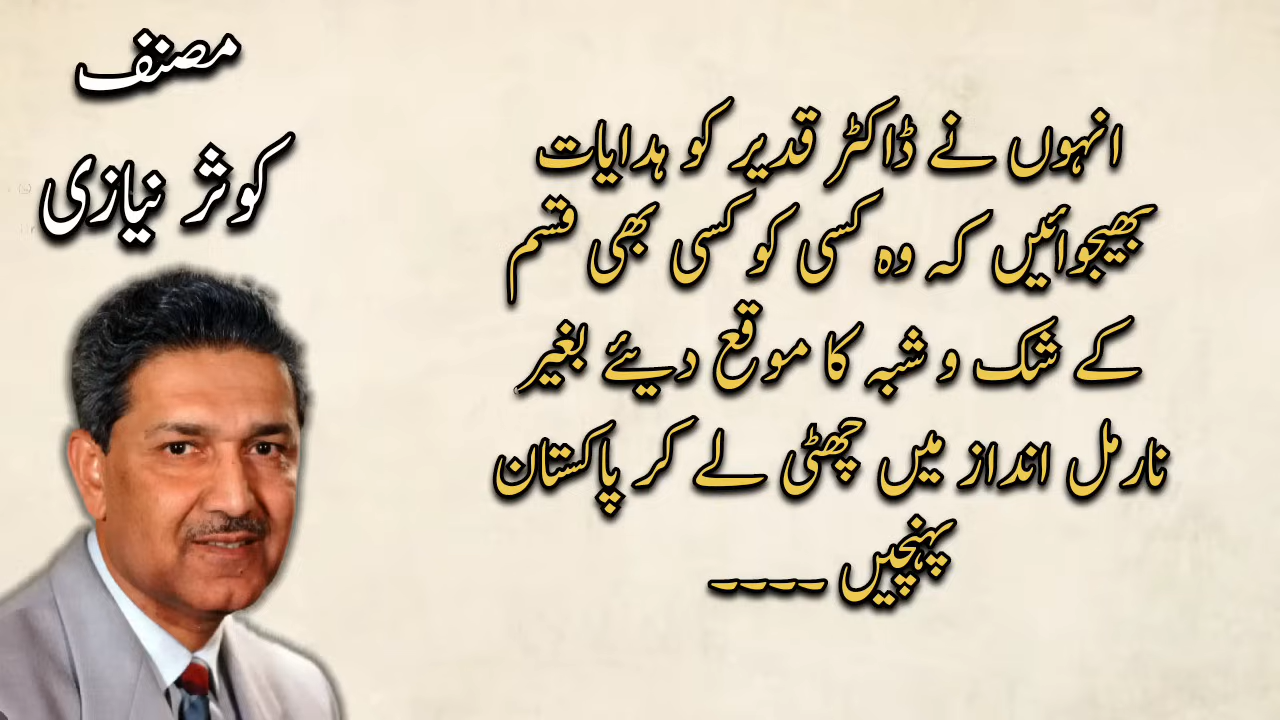 مصنف
کوثر نیازی
انہوں نے ڈاکٹر قدیر کو ہدایات
بھیجوائیں کہ وہ کسی کو کسی بھی قسم
کے شک و شبہ کا موقع دیئے بغیر
نارمل انداز میں چھٹی لے کر پاکستان
پہنچیں ----